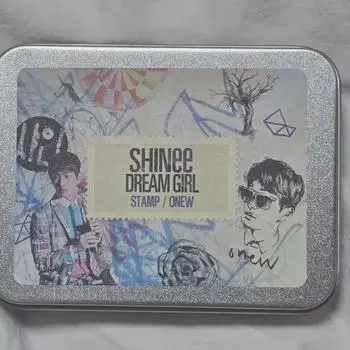 SHINee
DREAM GIRL
STAMP / ONEW
onew